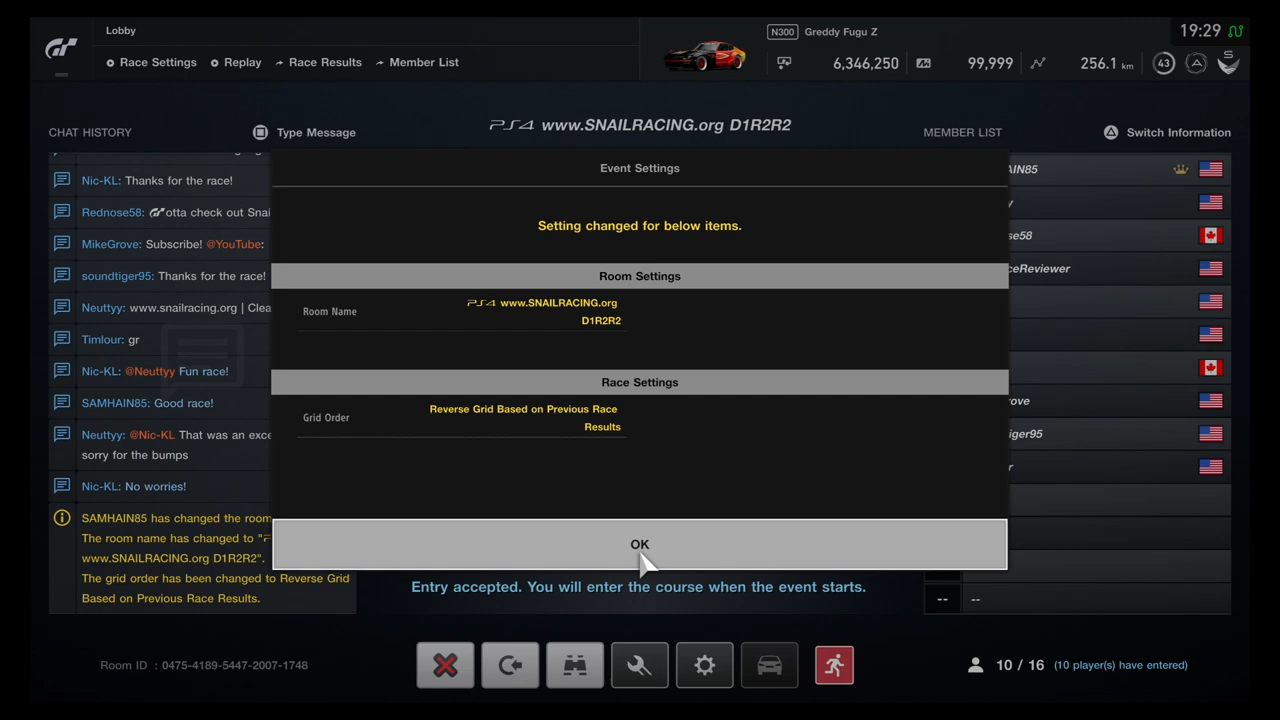 Lobby
N300 Greddy Fugu Z
19:29
Race Settings Replay Race Results Member List
6,346,250 99,999 256.1 km 43 A S
CHAT HISTORY Type Message
PS4 www.SNAILRACING.org D1R2R2
MEMBER LIST Switch Information
Nic-KL: Thanks for the race!
Rednose58: GTotta check out Snai
MikeGrove: Subscribe! @YouTube:
soundtiger95: Thanks for the race!
Neuttyy: www.snailracing.org | Clea
Timlour: gr
Nic-KL: @Neuttyy Fun race!
SAMHAIN85: Good race!
Neuttyy: @Nic-KL That was an exce
sorry for the bumps
Nic-KL: No worries!
SAMHAIN85 has changed the room
The room name has changed to "PS4
www.SNAILRACING.org D1R2R2".
The grid order has been changed to Reverse Grid
Based on Previous Race Results.
Event Settings
Setting changed for below items.
Room Settings
Room Name
PS4 www.SNAILRACING.org
D1R2R2
Race Settings
Grid Order
Reverse Grid Based on Previous Race
Results
OK
Entry accepted. You will enter the course when the event starts.
AIN85
y
se58
ceReviewer
rove
tiger95
r
-- --
Room ID : 0475-4189-5447-2007-1748
10 / 16 (10 player(s) have entered)